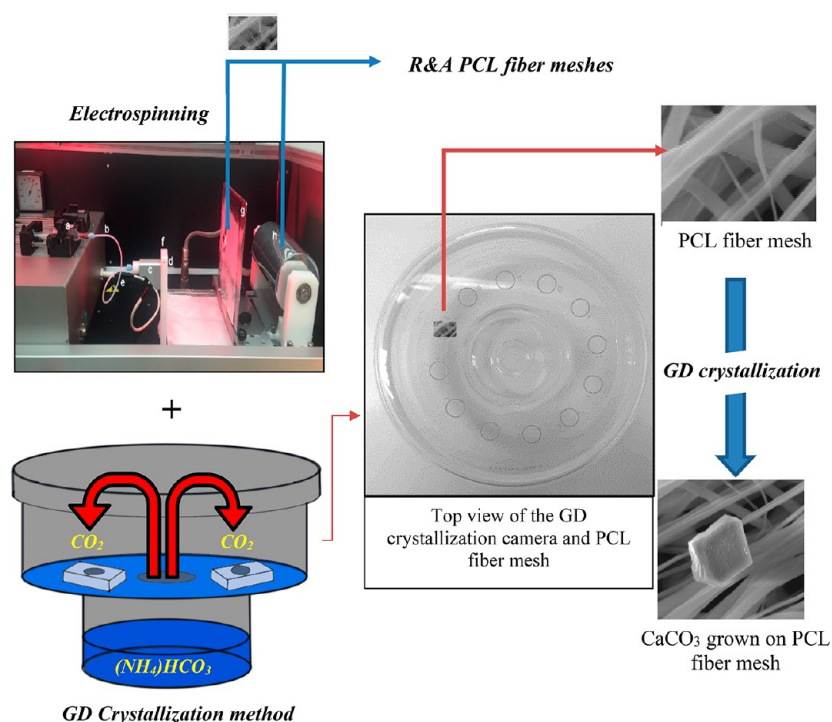 R&A PCL fiber meshes
Electrospinning
a
b
c
d
e
f
g
h
PCL fiber mesh
GD crystallization
+
CO₂ CO₂
(NH₄)HCO₃
GD Crystallization method
Top view of the GD
crystallization camera and PCL
fiber mesh
CaCO₃ grown on PCL
fiber mesh